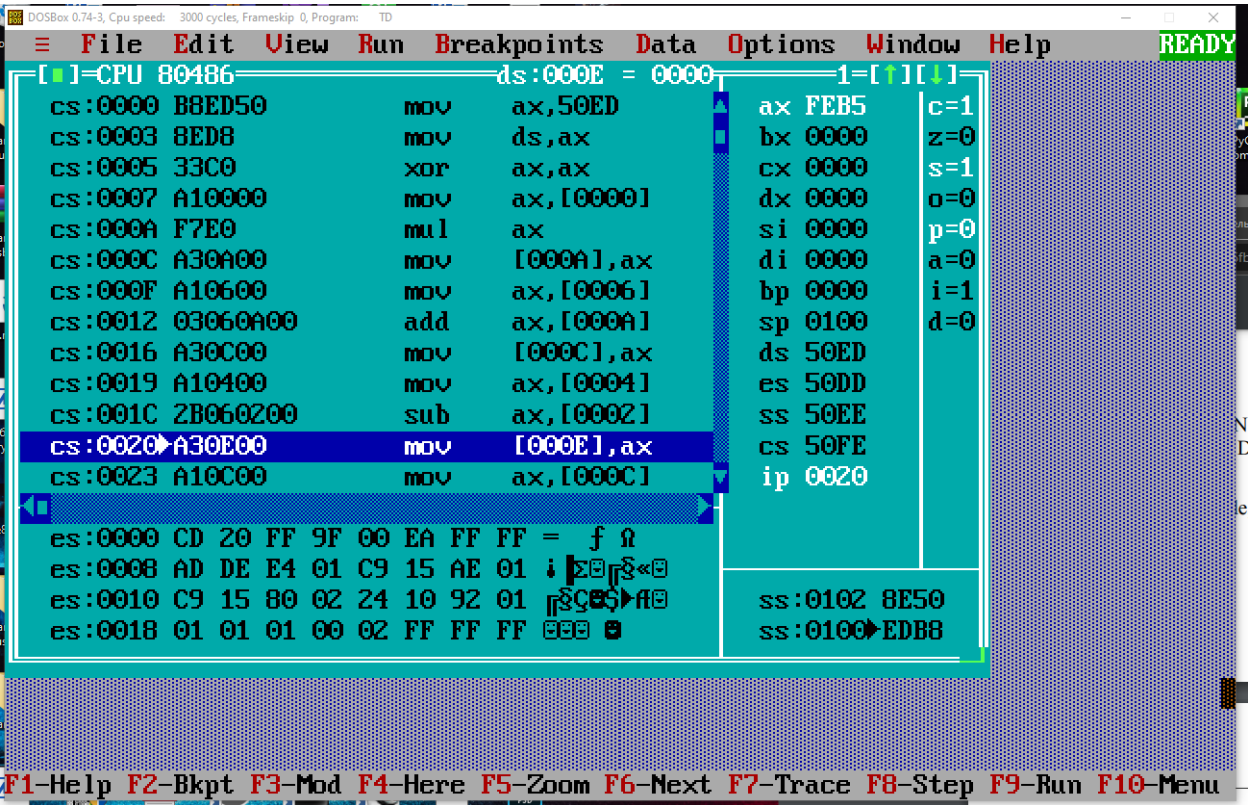 DOSBox 0.74-3, Cpu speed: 3000 cycles, Frameskip 0, Program: TD
≡ File Edit View Run Breakpoints Data Options Window Help READY
[■]=CPU 80486 ds:000E = 0000 1=[↑][↓]
cs:0000 B8ED50 mov ax,50ED ax FEB5 c=1
cs:0003 8ED8 mov ds,ax bx 0000 z=0
cs:0005 33C0 xor ax,ax cx 0000 s=1
cs:0007 A10000 mov ax,[0000] dx 0000 o=0
cs:000A F7E0 mul ax si 0000 p=0
cs:000C A30A00 mov [000A],ax di 0000 a=0
cs:000F A10600 mov ax,[0006] bp 0000 i=1
cs:0012 03060A00 add ax,[000A] sp 0100 d=0
cs:0016 A30C00 mov [000C],ax ds 50ED
cs:0019 A10400 mov ax,[0004] es 50DD
cs:001C 2B060200 sub ax,[0002] ss 50EE
cs:0020►A30E00 mov [000E],ax cs 50FE
cs:0023 A10C00 mov ax,[000C] ip 0020
es:0000 CD 20 FF 9F 00 EA FF FF = ƒ Ω
es:0008 AD DE E4 01 C9 15 AE 01 ¡▐Σ☺╔§«☺
es:0010 C9 15 80 02 24 10 92 01 ╔§Ç☻$►Æ☺ ss:0102 8E50
es:0018 01 01 01 00 02 FF FF FF ☺☺☺ ☻ ss:0100►EDB8
F1-Help F2-Bkpt F3-Mod F4-Here F5-Zoom F6-Next F7-Trace F8-Step F9-Run F10-Menu